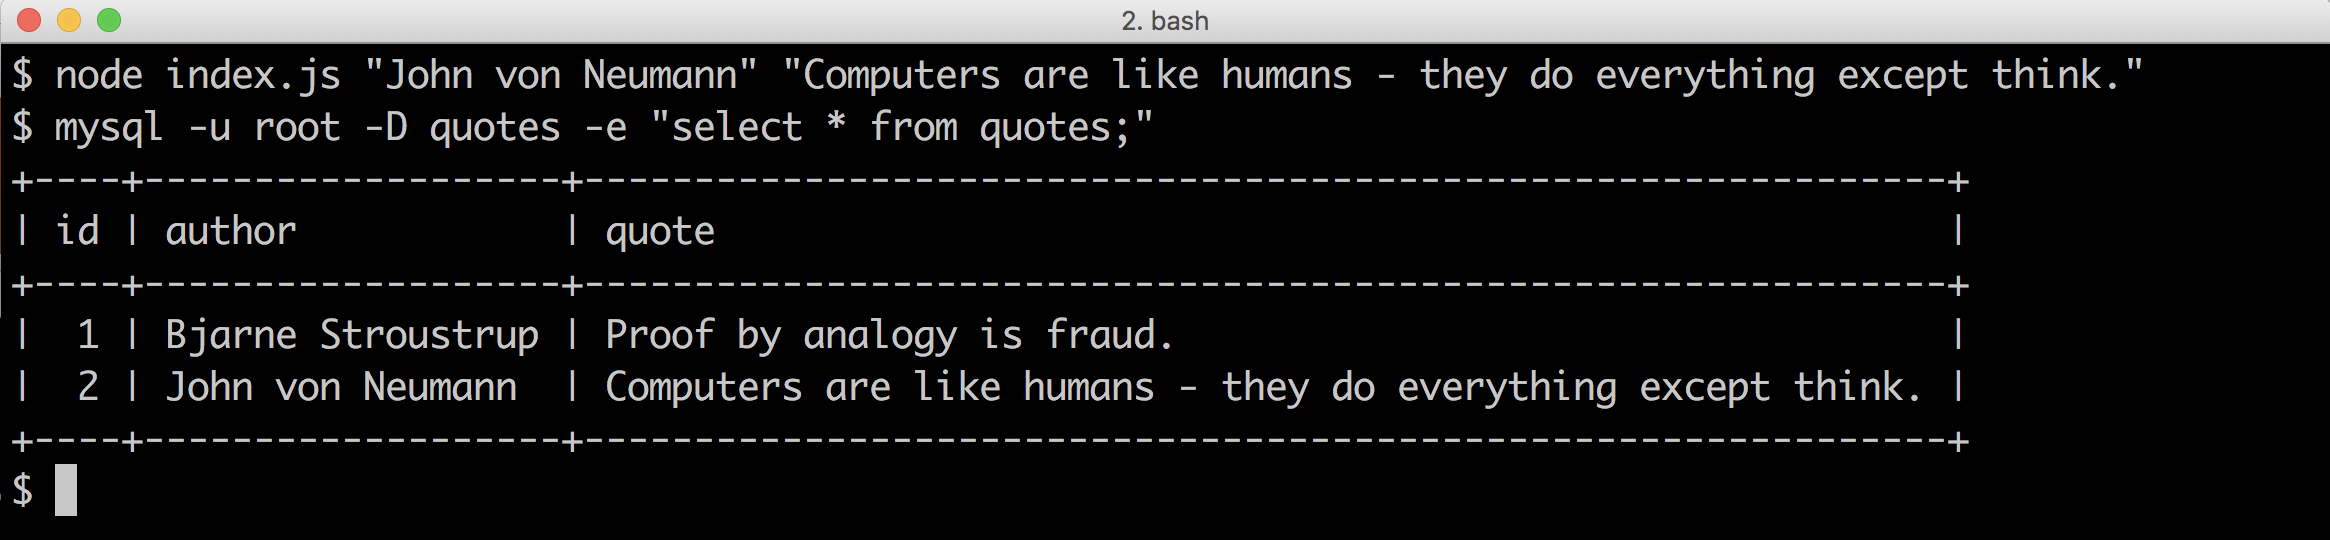 2. bash
$ node index.js "John von Neumann" "Computers are like humans - they do everything except think."
$ mysql -u root -D quotes -e "select * from quotes;"
+----+-------------------+--------------------------------------------------------------+
| id | author            | quote                                                        |
+----+-------------------+--------------------------------------------------------------+
|  1 | Bjarne Stroustrup | Proof by analogy is fraud.                                   |
|  2 | John von Neumann  | Computers are like humans - they do everything except think. |
+----+-------------------+--------------------------------------------------------------+
$